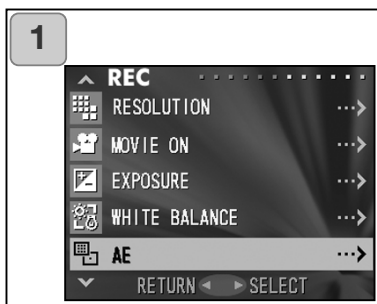 1
REC
RESOLUTION
MOVIE ON
EXPOSURE
WHITE BALANCE
AE
RETURN SELECT